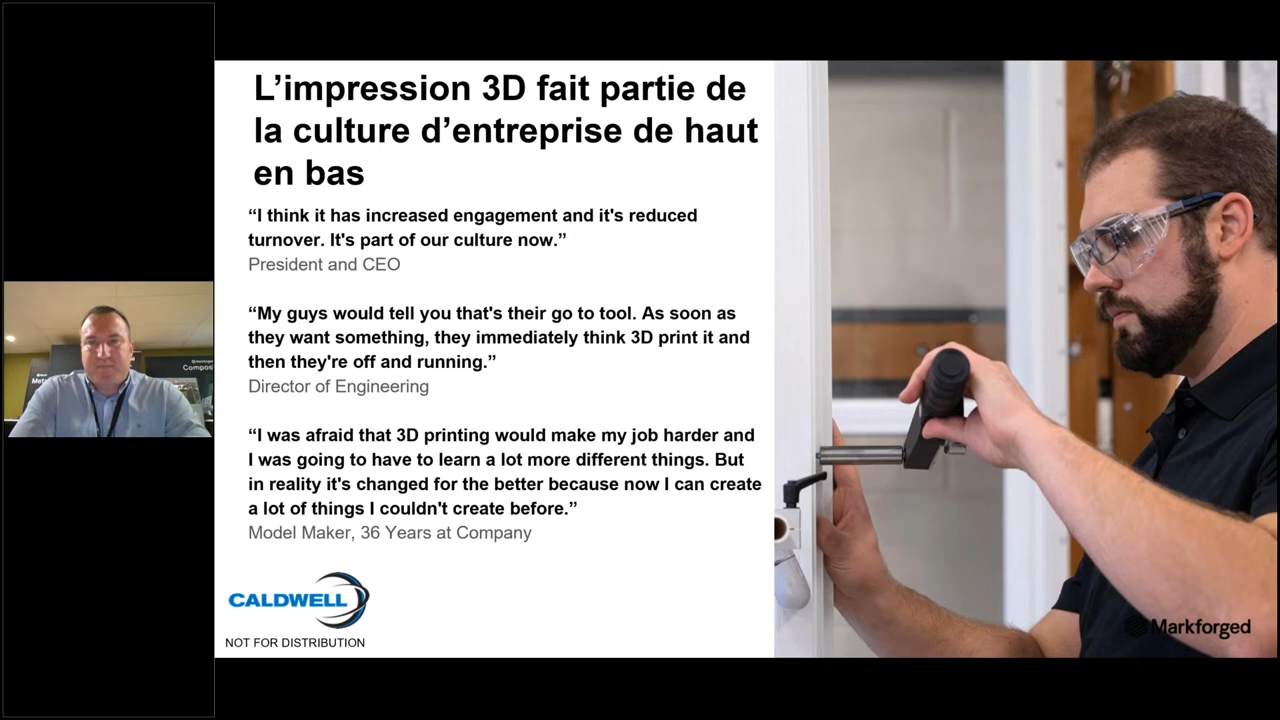 L’impression 3D fait partie de
la culture d’entreprise de haut
en bas
“I think it has increased engagement and it's reduced
turnover. It's part of our culture now.”
President and CEO
“My guys would tell you that's their go to tool. As soon as
they want something, they immediately think 3D print it and
then they're off and running.”
Director of Engineering
“I was afraid that 3D printing would make my job harder and
I was going to have to learn a lot more different things. But
in reality it's changed for the better because now I can create
a lot of things I couldn't create before.”
Model Maker, 36 Years at Company
CALDWELL
NOT FOR DISTRIBUTION
Markforged